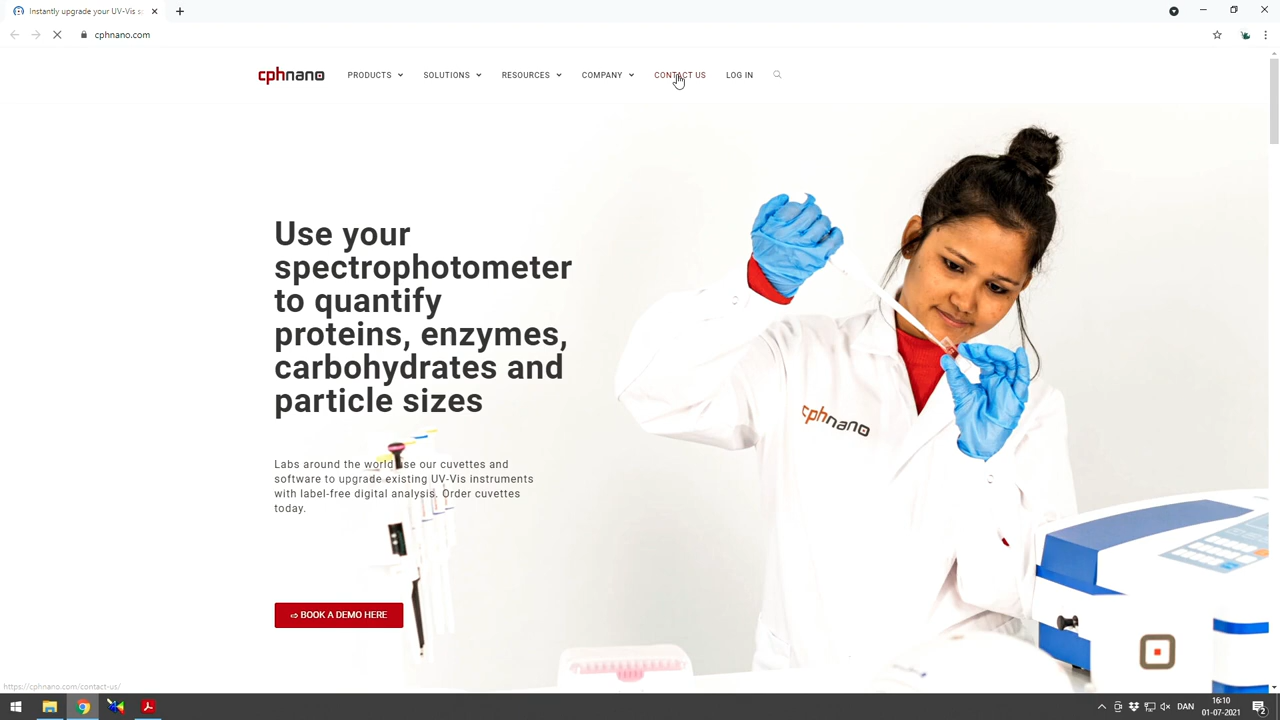 Instantly upgrade your UV-Vis s
cphnano.com
cphnano
PRODUCTS
SOLUTIONS
RESOURCES
COMPANY
CONTACT US
LOG IN
Use your
spectrophotometer
to quantify
proteins, enzymes,
carbohydrates and
particle sizes
cphnano
Labs around the world use our cuvettes and
software to upgrade existing UV-Vis instruments
with label-free digital analysis. Order cuvettes
today.
⇨ BOOK A DEMO HERE
https://cphnano.com/contact-us/
DAN
16:10
01-07-2021
2